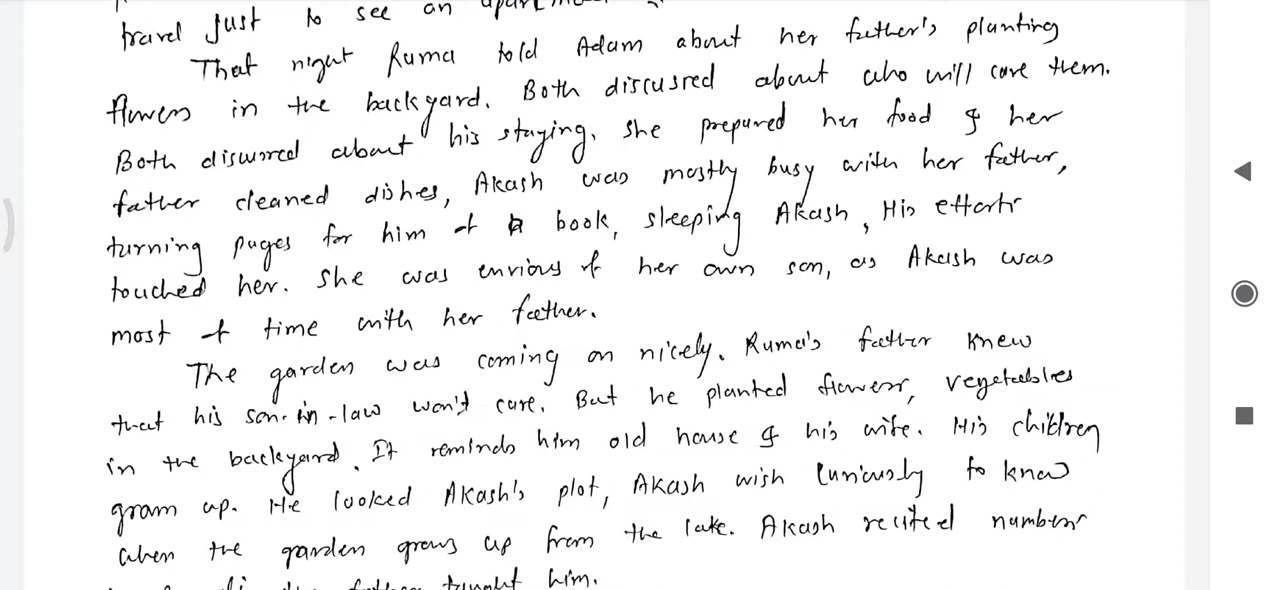 travel just to see an
That night Ruma told Adam about her father's planting
flowers in the backyard. Both discusred about who will care them.
Both disword about his staying. She prepared her food & her
father cleaned dishes, Akash was mostly busy with her father,
turning pages for him of book, sleeping Akash, His efforts
touched her. She was envious of her own son, as Akash was
most of time with her father.
The garden was coming on nicely. Ruma's father knew
that his son-in-law won't care. But he planted flowers, vegetables
in the backyard. It reminds him old house & his wife. His children
grown up. He looked Akash's plot, Akash wish curiously to know
when the garden grows up from the lake. Akash recited numbers
taught him.